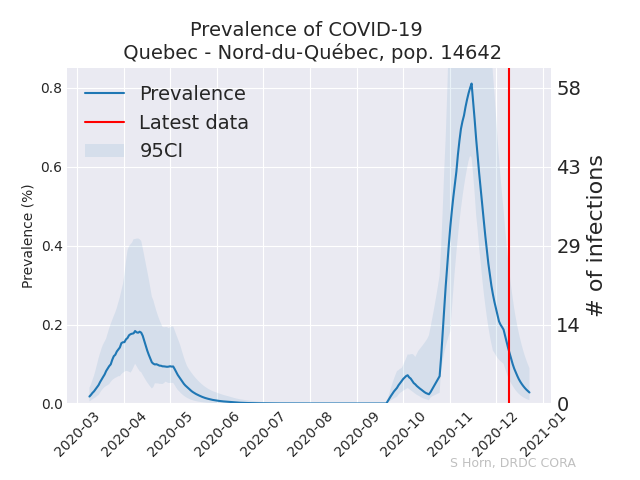 Prevalence of COVID-19
Quebec - Nord-du-Québec, pop. 14642
Prevalence
Latest data
95CI
Prevalence (%)
0.8
0.6
0.4
0.2
0.0
# of infections
58
43
29
14
0
2020-03
2020-04
2020-05
2020-06
2020-07
2020-08
2020-09
2020-10
2020-11
2020-12
2021-01
S Horn, DRDC CORA